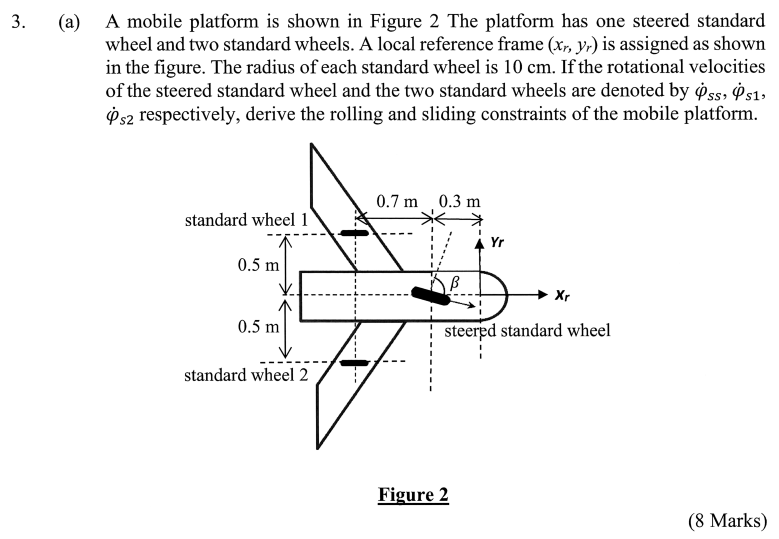 3. (a) A mobile platform is shown in Figure 2 The platform has one steered standard
wheel and two standard wheels. A local reference frame (xr, yr) is assigned as shown
in the figure. The radius of each standard wheel is 10 cm. If the rotational velocities
of the steered standard wheel and the two standard wheels are denoted by φ̇ss, φ̇s1,
φ̇s2 respectively, derive the rolling and sliding constraints of the mobile platform.
0.7 m 0.3 m
standard wheel 1
Yr
0.5 m
β
Xr
0.5 m
steered standard wheel
standard wheel 2
Figure 2
(8 Marks)